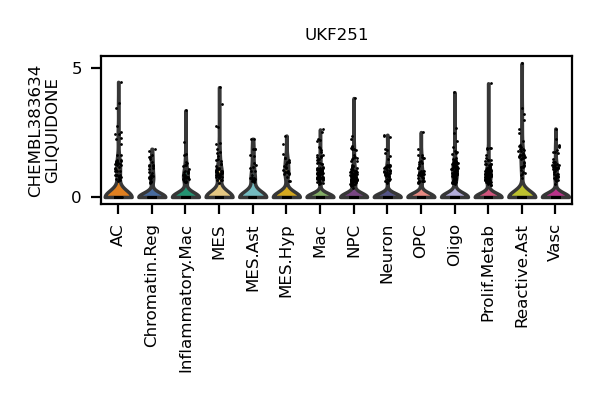 UKF251
CHEMBL383634
GLIQUIDONE
5
0
AC
Chromatin.Reg
Inflammatory.Mac
MES
MES.Ast
MES.Hyp
Mac
NPC
Neuron
OPC
Oligo
Prolif.Metab
Reactive.Ast
Vasc